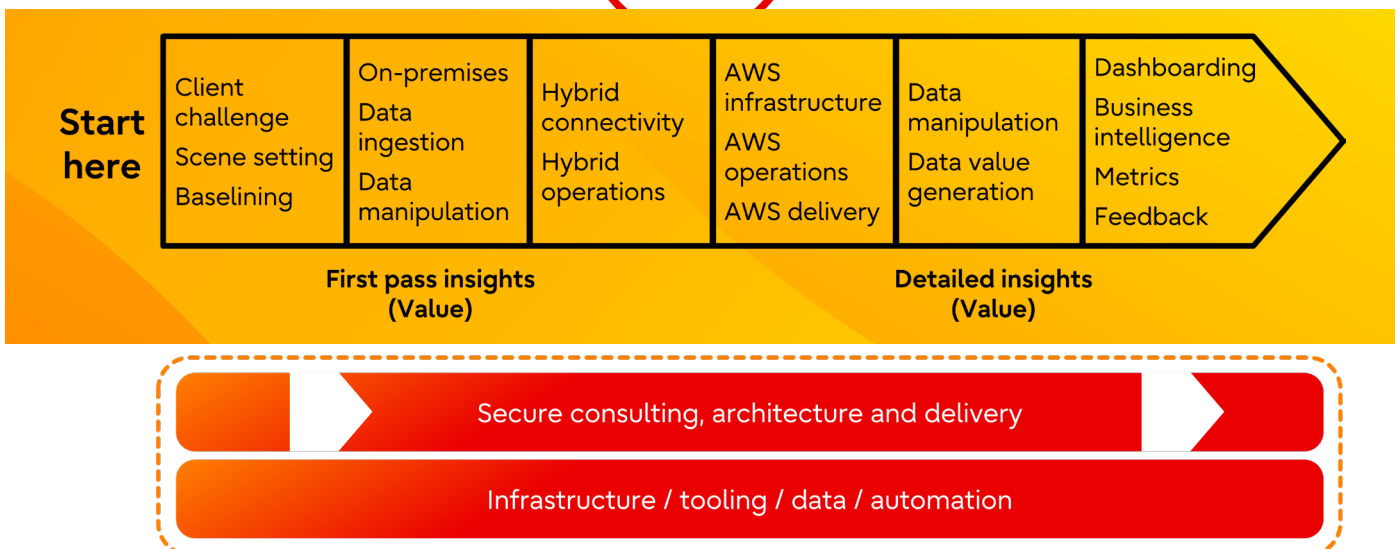 Start
here
Client
challenge
Scene setting
Baselining
On-premises
Data
ingestion
Data
manipulation
Hybrid
connectivity
Hybrid
operations
AWS
infrastructure
AWS
operations
AWS delivery
Data
manipulation
Data value
generation
Dashboarding
Business
intelligence
Metrics
Feedback
First pass insights
(Value)
Detailed insights
(Value)
Secure consulting, architecture and delivery
Infrastructure / tooling / data / automation